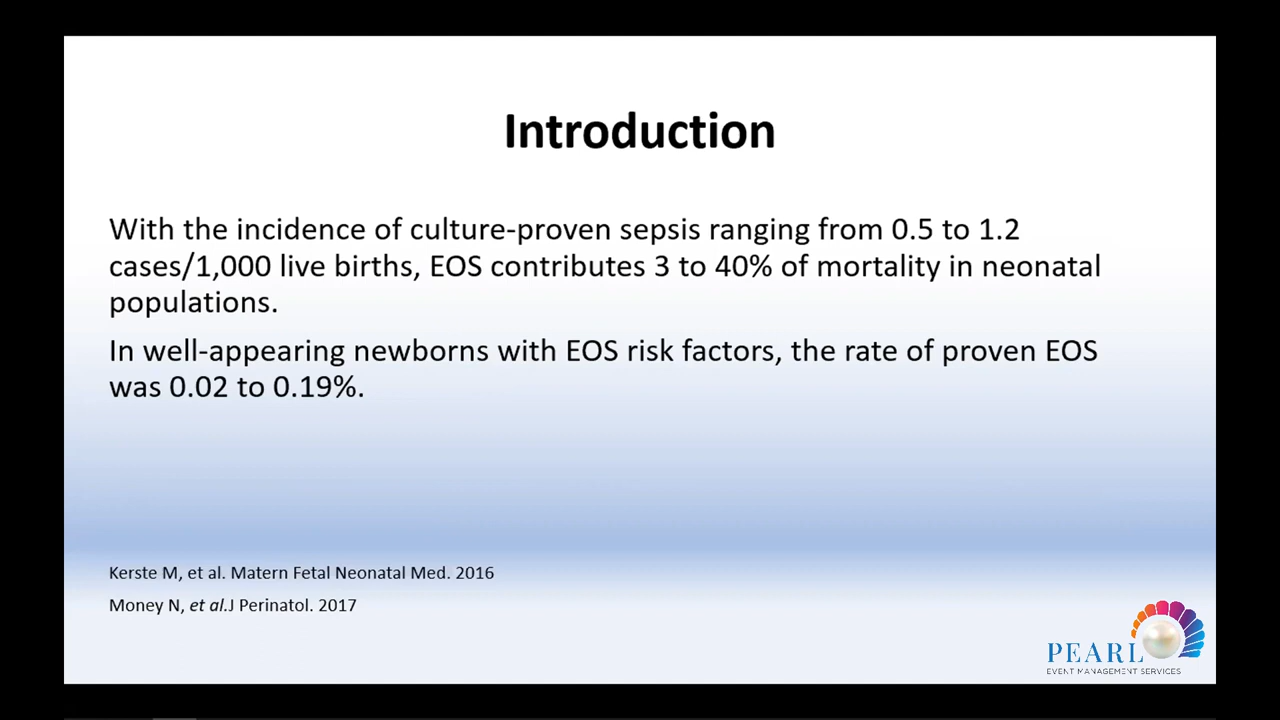 Introduction
With the incidence of culture-proven sepsis ranging from 0.5 to 1.2
cases/1,000 live births, EOS contributes 3 to 40% of mortality in neonatal
populations.
In well-appearing newborns with EOS risk factors, the rate of proven EOS
was 0.02 to 0.19%.
Kerste M, et al. Matern Fetal Neonatal Med. 2016
Money N, et al.J Perinatol. 2017
PEARL
EVENT MANAGEMENT SERVICES